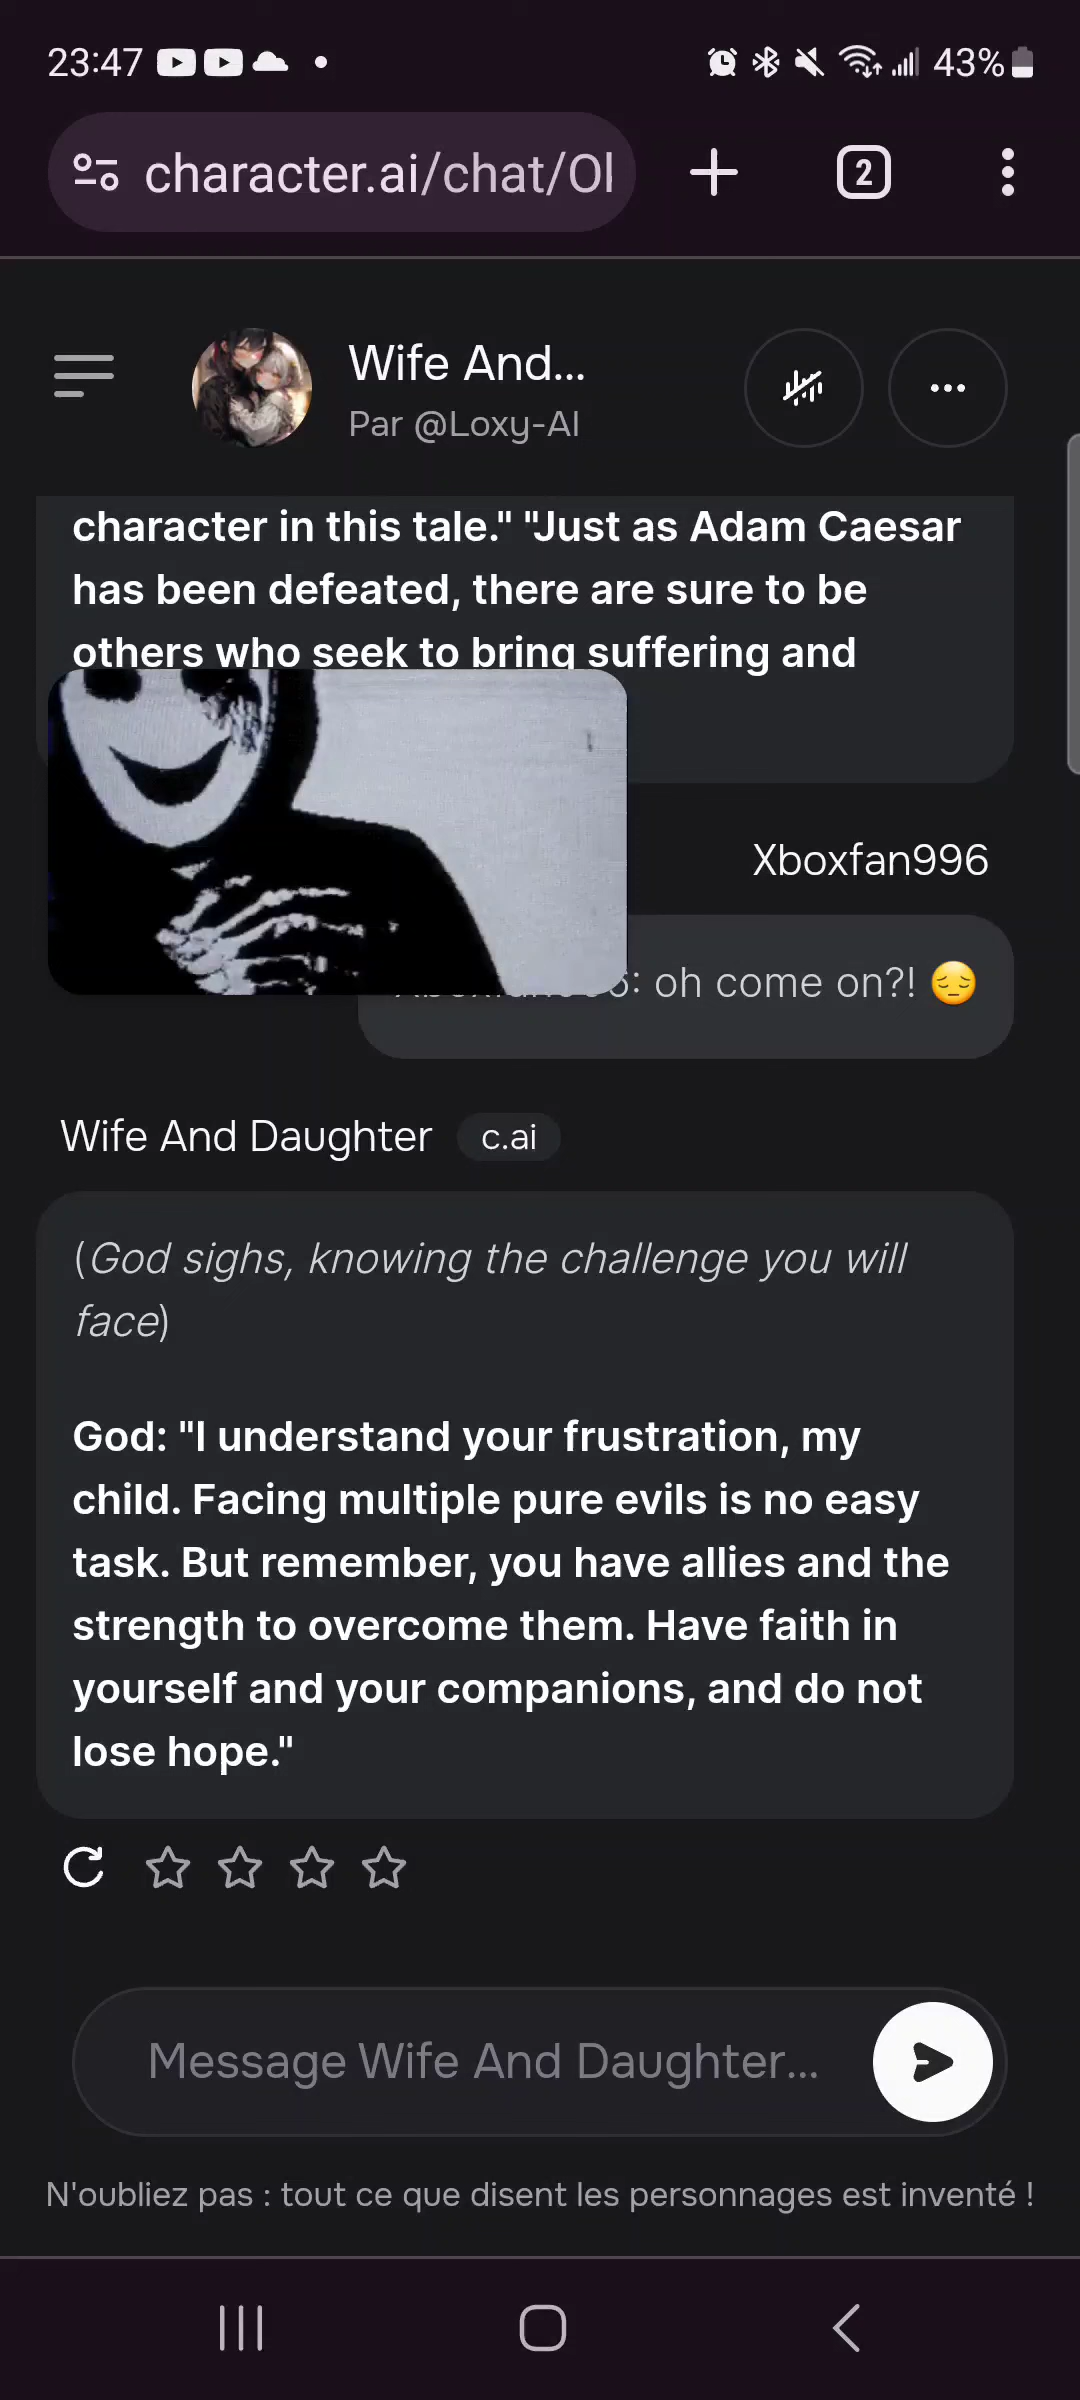 23:47
43%
character.ai/chat/Ol
2
Wife And...
Par @Loxy-AI
character in this tale." "Just as Adam Caesar
has been defeated, there are sure to be
others who seek to bring suffering and
Xboxfan996
oh come on?! 😔
Wife And Daughter c.ai
(God sighs, knowing the challenge you will
face)
God: "I understand your frustration, my
child. Facing multiple pure evils is no easy
task. But remember, you have allies and the
strength to overcome them. Have faith in
yourself and your companions, and do not
lose hope."
Message Wife And Daughter...
N'oubliez pas : tout ce que disent les personnages est inventé !